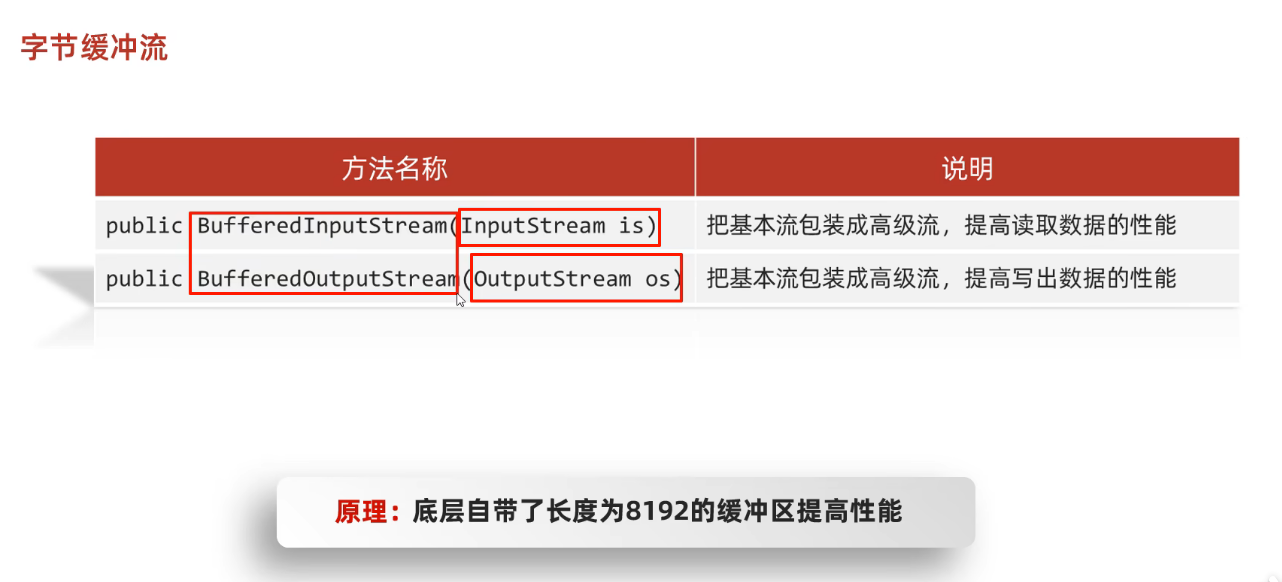 字节缓冲流
方法名称 说明
public BufferedInputStream(InputStream is) 把基本流包装成高级流，提高读取数据的性能
public BufferedOutputStream(OutputStream os) 把基本流包装成高级流，提高写出数据的性能
原理：底层自带了长度为8192的缓冲区提高性能